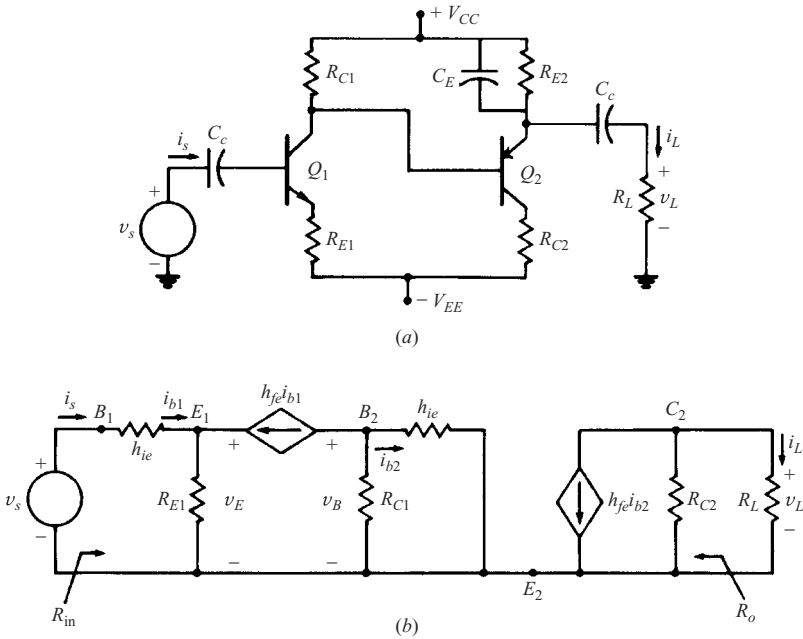 + V_CC
R_C1
C_E
R_E2
C_c
C_c
i_s
i_L
Q_1
Q_2
+
+
v_s
R_E1
R_C2
R_L
v_L
−
−
− V_EE
(a)
i_s
B_1
i_b1
E_1
h_fe i_b1
B_2
h_ie
C_2
h_ie
+
+
i_b2
i_L
+
+
v_s
R_E1
v_E
v_B
R_C1
h_fe i_b2
R_C2
R_L
v_L
−
−
−
−
R_in
E_2
R_o
(b)